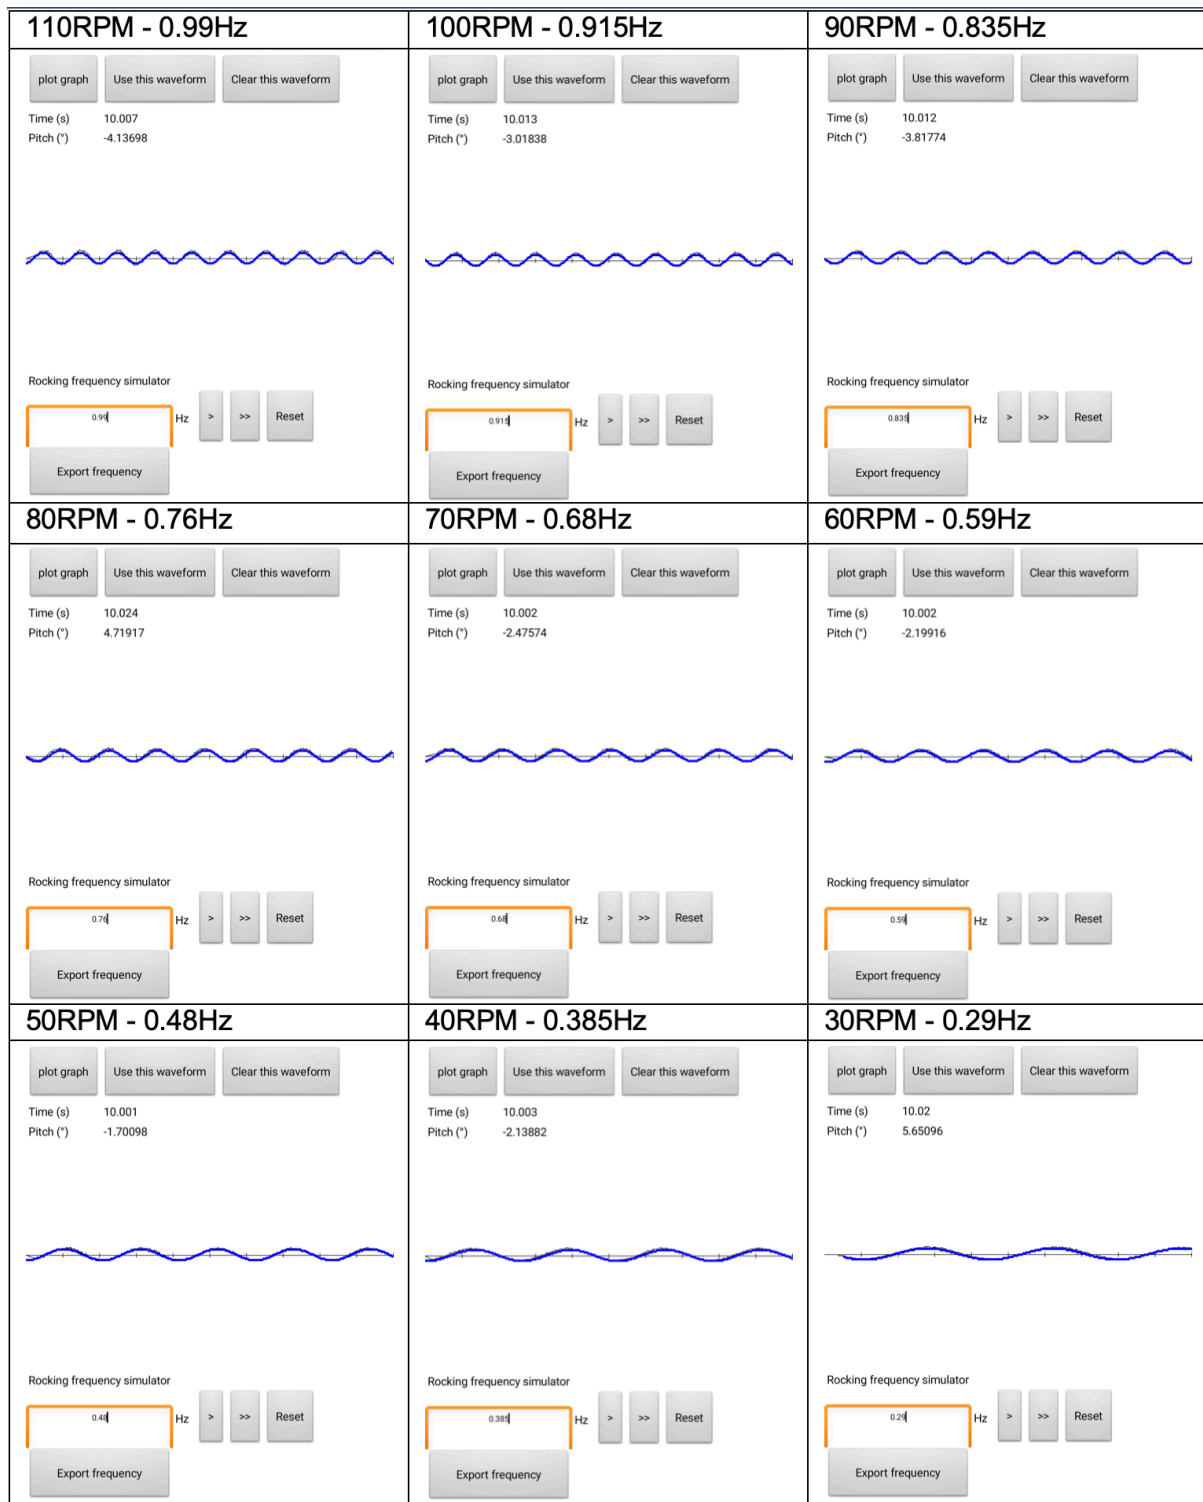 110RPM - 0.99Hz
plot graph Use this waveform Clear this waveform
Time (s) 10.007
Pitch (°) -4.13698
Rocking frequency simulator
0.99 Hz > >> Reset
Export frequency
100RPM - 0.915Hz
plot graph Use this waveform Clear this waveform
Time (s) 10.013
Pitch (°) -3.01838
Rocking frequency simulator
0.915 Hz > >> Reset
Export frequency
90RPM - 0.835Hz
plot graph Use this waveform Clear this waveform
Time (s) 10.012
Pitch (°) -3.81774
Rocking frequency simulator
0.835 Hz > >> Reset
Export frequency
80RPM - 0.76Hz
plot graph Use this waveform Clear this waveform
Time (s) 10.024
Pitch (°) 4.71917
Rocking frequency simulator
0.76 Hz > >> Reset
Export frequency
70RPM - 0.68Hz
plot graph Use this waveform Clear this waveform
Time (s) 10.002
Pitch (°) -2.47574
Rocking frequency simulator
0.68 Hz > >> Reset
Export frequency
60RPM - 0.59Hz
plot graph Use this waveform Clear this waveform
Time (s) 10.002
Pitch (°) -2.19916
Rocking frequency simulator
0.59 Hz > >> Reset
Export frequency
50RPM - 0.48Hz
plot graph Use this waveform Clear this waveform
Time (s) 10.001
Pitch (°) -1.70098
Rocking frequency simulator
0.48 Hz > >> Reset
Export frequency
40RPM - 0.385Hz
plot graph Use this waveform Clear this waveform
Time (s) 10.003
Pitch (°) -2.13882
Rocking frequency simulator
0.385 Hz > >> Reset
Export frequency
30RPM - 0.29Hz
plot graph Use this waveform Clear this waveform
Time (s) 10.02
Pitch (°) 5.65096
Rocking frequency simulator
0.29 Hz > >> Reset
Export frequency